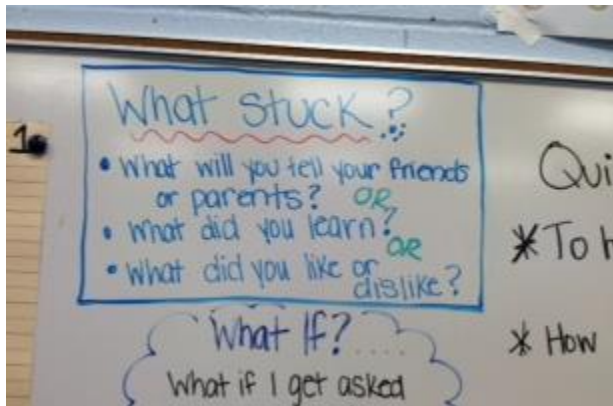 What Stuck?
• What will you tell your friends
or parents? OR
• What did you learn?
OR
• What did you like or
dislike?
What If?....
What if I get asked
1
Qui
*To h
* How